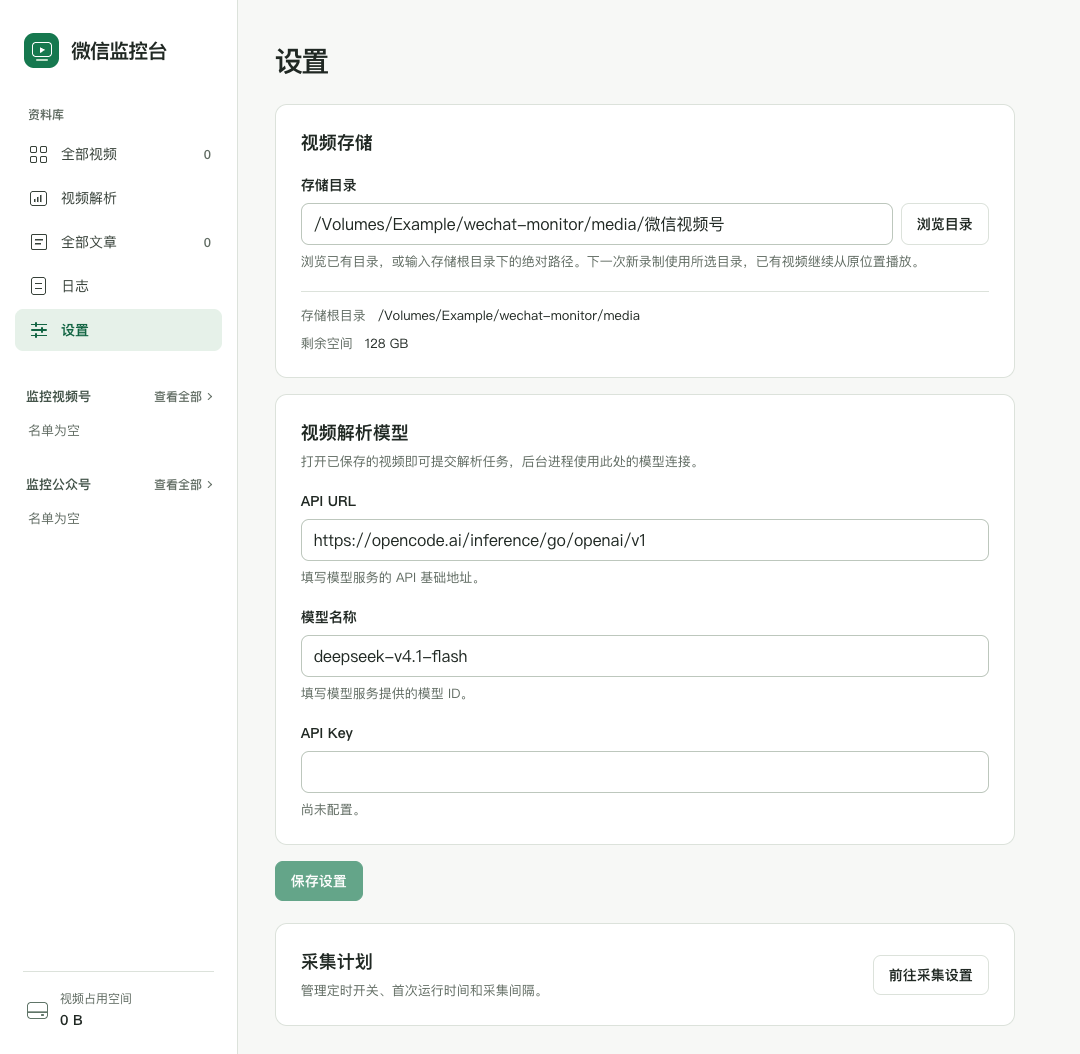 微信监控台
资料库
全部视频 0
视频解析
全部文章 0
日志
设置
监控视频号 查看全部
名单为空
监控公众号 查看全部
名单为空
视频占用空间
0 B
设置
视频存储
存储目录
/Volumes/Example/wechat-monitor/media/微信视频号 浏览目录
浏览已有目录，或输入存储根目录下的绝对路径。下一次新录制使用所选目录，已有视频继续从原位置播放。
存储根目录 /Volumes/Example/wechat-monitor/media
剩余空间 128 GB
视频解析模型
打开已保存的视频即可提交解析任务，后台进程使用此处的模型连接。
API URL
https://opencode.ai/inference/go/openai/v1
填写模型服务的 API 基础地址。
模型名称
deepseek-v4.1-flash
填写模型服务提供的模型 ID。
API Key
尚未配置。
保存设置
采集计划
管理定时开关、首次运行时间和采集间隔。
前往采集设置